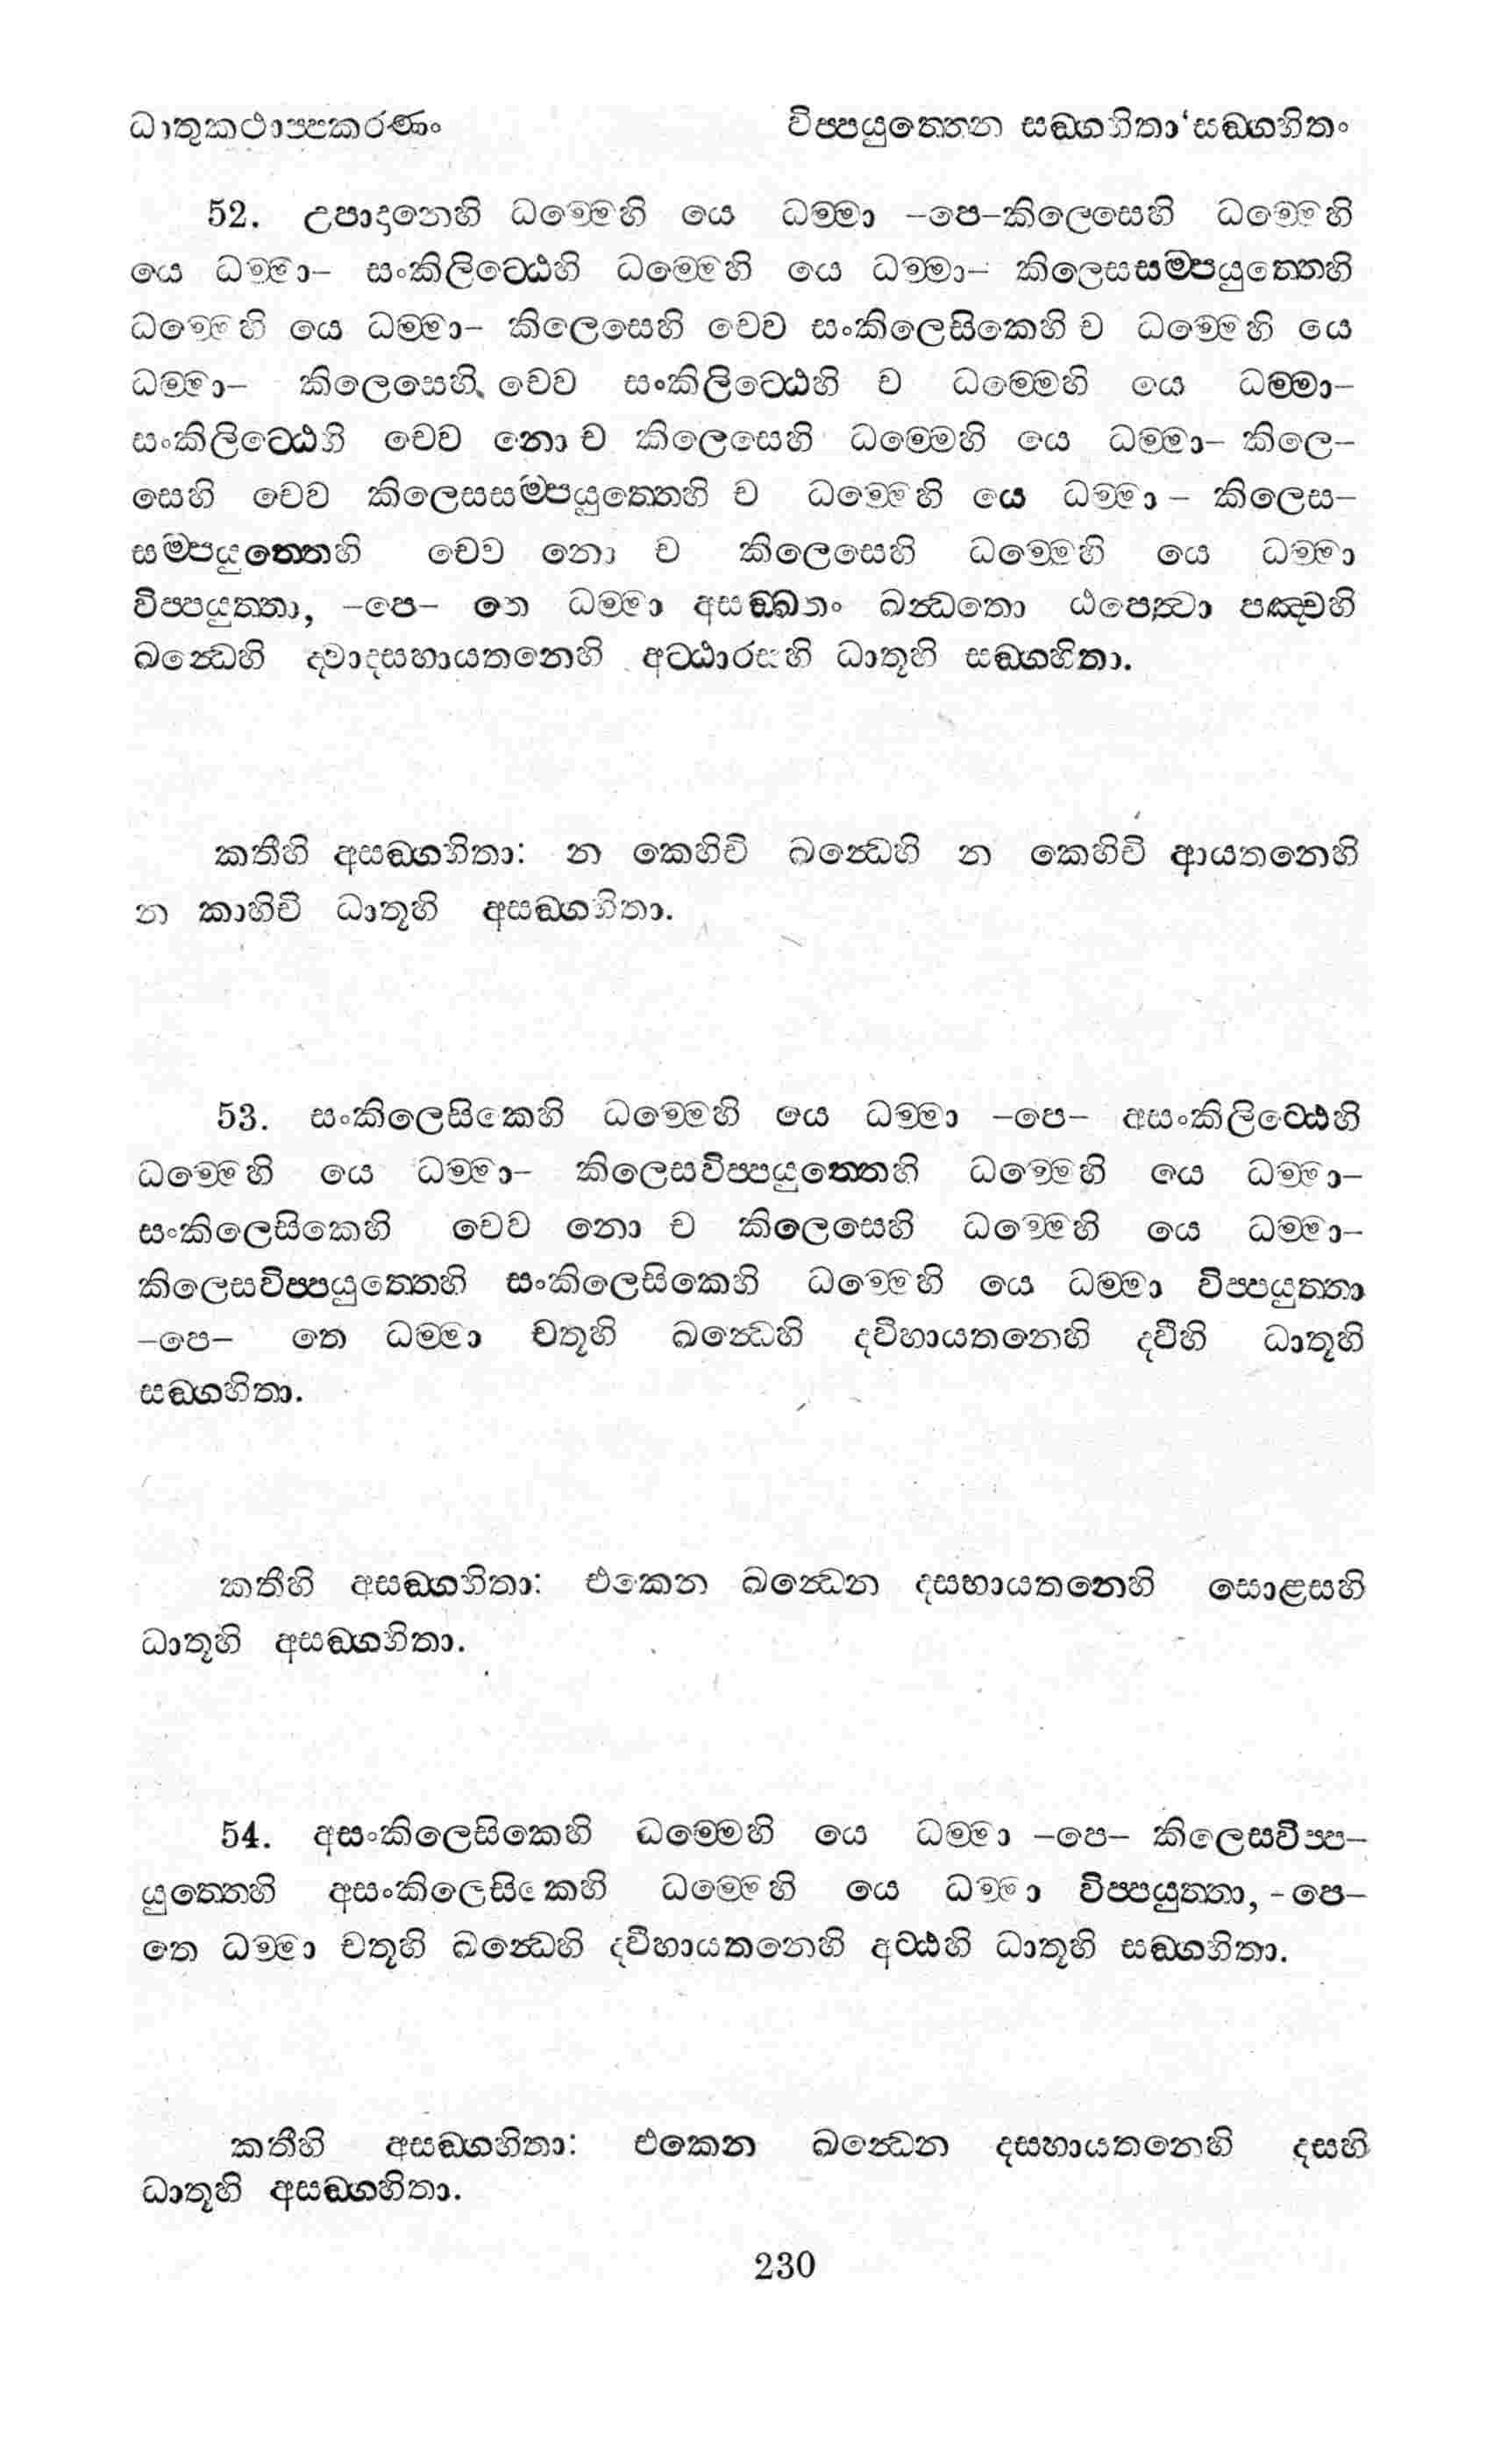 ධාතුකථාප්පකරණං විප්පයුත්තෙන සඞ්ගහිතා'සඞ්ගහිතං
52. උපාදානෙහි ධම්මෙහි යෙ ධම්මා –පෙ–කිලෙසෙහි ධම්මෙහි
යෙ ධම්මා– සංකිලිට්ඨෙහි ධම්මෙහි යෙ ධම්මා– කිලෙසසම්පයුත්තෙහි
ධම්මෙහි යෙ ධම්මා– කිලෙසෙහි චෙව සංකිලෙසිකෙහි ච ධම්මෙහි යෙ
ධම්මා– කිලෙසෙහි චෙව සංකිලිට්ඨෙහි ච ධම්මෙහි යෙ ධම්මා–
සංකිලිට්ඨෙහි චෙව නො ච කිලෙසෙහි ධම්මෙහි යෙ ධම්මා– කිලෙ–
සෙහි චෙව කිලෙසසම්පයුත්තෙහි ච ධම්මෙහි යෙ ධම්මා – කිලෙස–
සම්පයුත්තෙහි චෙව නො ච කිලෙසෙහි ධම්මෙහි යෙ ධම්මා
විප්පයුත්තා, –පෙ– තෙ ධම්මා අසඞ්ඛතං ඛන්ධතො ඨපෙත්වා පඤ්චහි
ඛන්ධෙහි ද්වාදසහායතනෙහි අට්ඨාරසහි ධාතූහි සඞ්ගහිතා.
කතීහි අසඞ්ගහිතා: න කෙහිචි ඛන්ධෙහි න කෙහිචි ආයතනෙහි
න කාහිචි ධාතූහි අසඞ්ගහිතා.
53. සංකිලෙසිකෙහි ධම්මෙහි යෙ ධම්මා –පෙ– අසංකිලිට්ඨෙහි
ධම්මෙහි යෙ ධම්මා– කිලෙසවිප්පයුත්තෙහි ධම්මෙහි යෙ ධම්මා–
සංකිලෙසිකෙහි චෙව නො ච කිලෙසෙහි ධම්මෙහි යෙ ධම්මා–
කිලෙසවිප්පයුත්තෙහි සංකිලෙසිකෙහි ධම්මෙහි යෙ ධම්මා විප්පයුත්තා
–පෙ– තෙ ධම්මා චතූහි ඛන්ධෙහි ද්විහායතනෙහි ද්වීහි ධාතූහි
සඞ්ගහිතා.
කතීහි අසඞ්ගහිතා: එකෙන ඛන්ධෙන දසහායතනෙහි සොළසහි
ධාතූහි අසඞ්ගහිතා.
54. අසංකිලෙසිකෙහි ධම්මෙහි යෙ ධම්මා –පෙ– කිලෙසවිප්ප–
යුත්තෙහි අසංකිලෙසිකෙහි ධම්මෙහි යෙ ධම්මා විප්පයුත්තා, –පෙ–
තෙ ධම්මා චතූහි ඛන්ධෙහි ද්වීහායතනෙහි අට්ඨහි ධාතූහි සඞ්ගහිතා.
කතීහි අසඞ්ගහිතා: එකෙන ඛන්ධෙන දසහායතනෙහි දසහි
ධාතූහි අසඞ්ගහිතා.
230